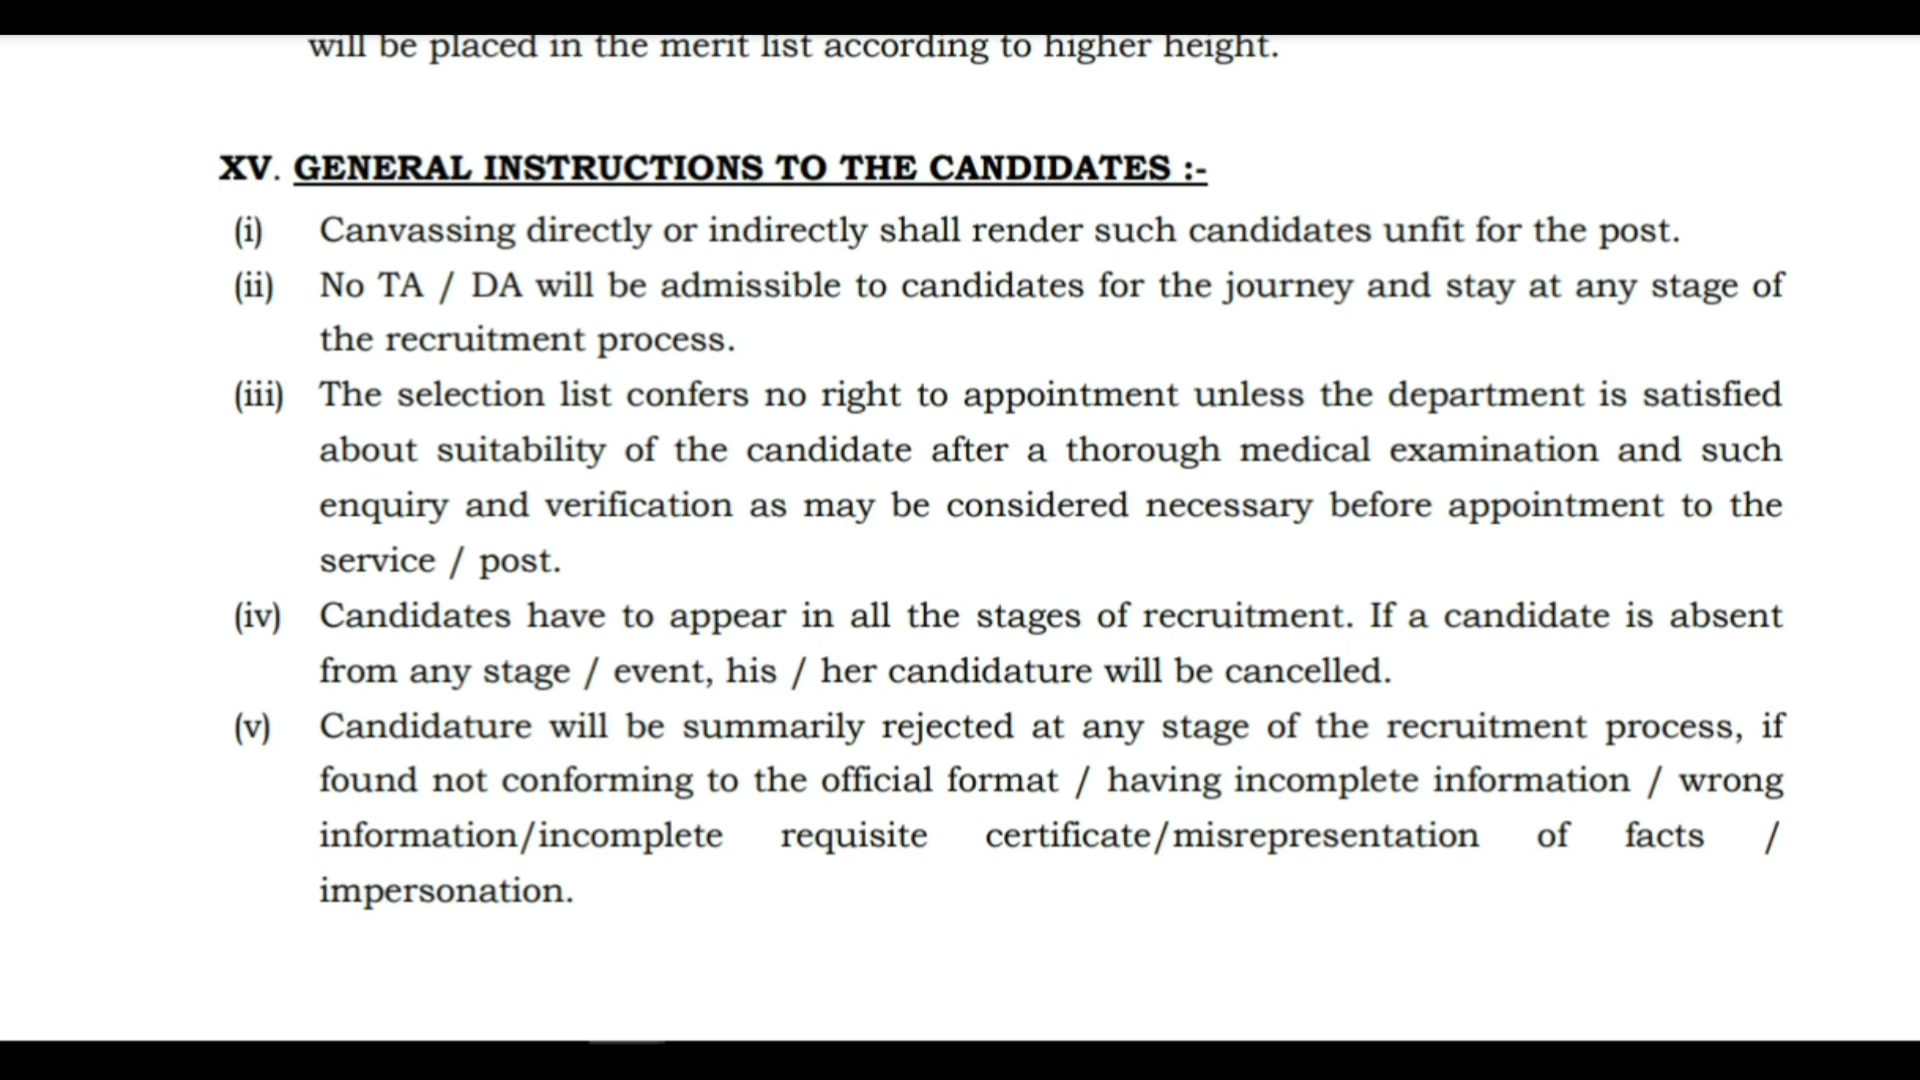 will be placed in the merit list according to higher height.
XV. GENERAL INSTRUCTIONS TO THE CANDIDATES :-
(i) Canvassing directly or indirectly shall render such candidates unfit for the post.
(ii) No TA / DA will be admissible to candidates for the journey and stay at any stage of
the recruitment process.
(iii) The selection list confers no right to appointment unless the department is satisfied
about suitability of the candidate after a thorough medical examination and such
enquiry and verification as may be considered necessary before appointment to the
service / post.
(iv) Candidates have to appear in all the stages of recruitment. If a candidate is absent
from any stage / event, his / her candidature will be cancelled.
(v) Candidature will be summarily rejected at any stage of the recruitment process, if
found not conforming to the official format / having incomplete information / wrong
information/incomplete requisite certificate/misrepresentation of facts /
impersonation.